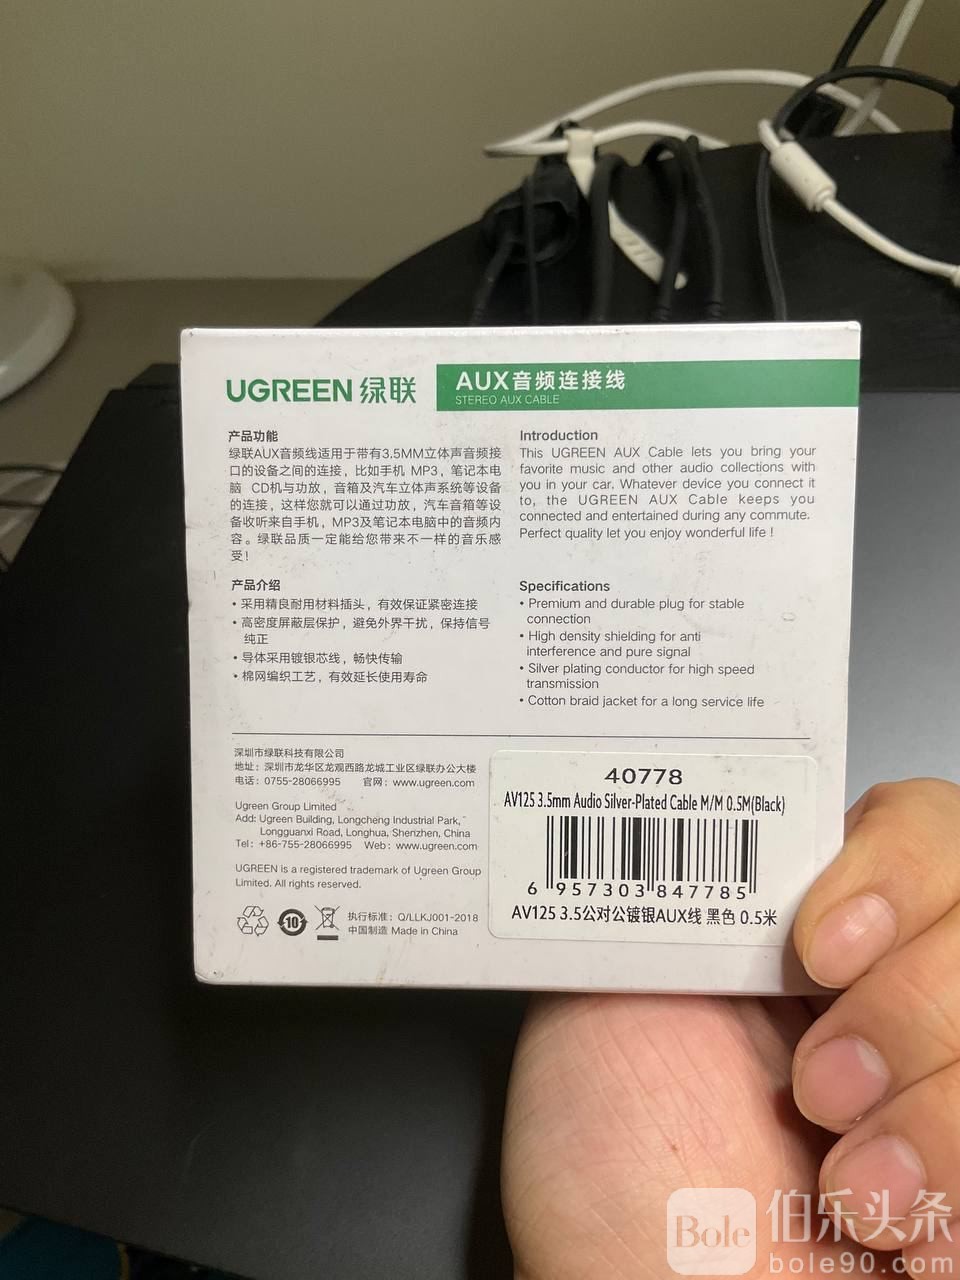 UGREEN 绿联
AUX音频连接线
STEREO AUX CABLE
产品功能
绿联AUX音频线适用于带有3.5MM立体声音频接
口的设备之间的连接，比如手机 MP3，笔记本电
脑 CD机与功放，音箱及汽车立体声系统等设备
的连接，这样您就可以通过功放，汽车音箱等设
备收听来自手机，MP3及笔记本电脑中的音频内
容。绿联品质一定能给您带来不一样的音乐感
受！
产品介绍
• 采用精良耐用材料插头，有效保证紧密连接
• 高密度屏蔽层保护，避免外界干扰，保持信号
纯正
• 导体采用镀银芯线，畅快传输
• 棉网编织工艺，有效延长使用寿命
Introduction
This UGREEN AUX Cable lets you bring your
favorite music and other audio collections with
you in your car. Whatever device you connect it
to, the UGREEN AUX Cable keeps you
connected and entertained during any commute.
Perfect quality let you enjoy wonderful life !
Specifications
• Premium and durable plug for stable
connection
• High density shielding for anti
interference and pure signal
• Silver plating conductor for high speed
transmission
• Cotton braid jacket for a long service life
深圳市绿联科技有限公司
地址：深圳市龙华区龙观西路龙城工业区绿联办公大楼
电话：0755-28066995 官网：www.ugreen.com
Ugreen Group Limited
Add: Ugreen Building, Longcheng Industrial Park,
Longguanxi Road, Longhua, Shenzhen, China
Tel: +86-755-28066995 Web: www.ugreen.com
UGREEN is a registered trademark of Ugreen Group
Limited. All rights reserved.
10
执行标准：Q/LLKJ001-2018
中国制造 Made in China
40778
AV125 3.5mm Audio Silver-Plated Cable M/M 0.5M(Black)
6 957303 847785
AV125 3.5公对公镀银AUX线 黑色 0.5米
Bole 伯乐头条
bole90.com